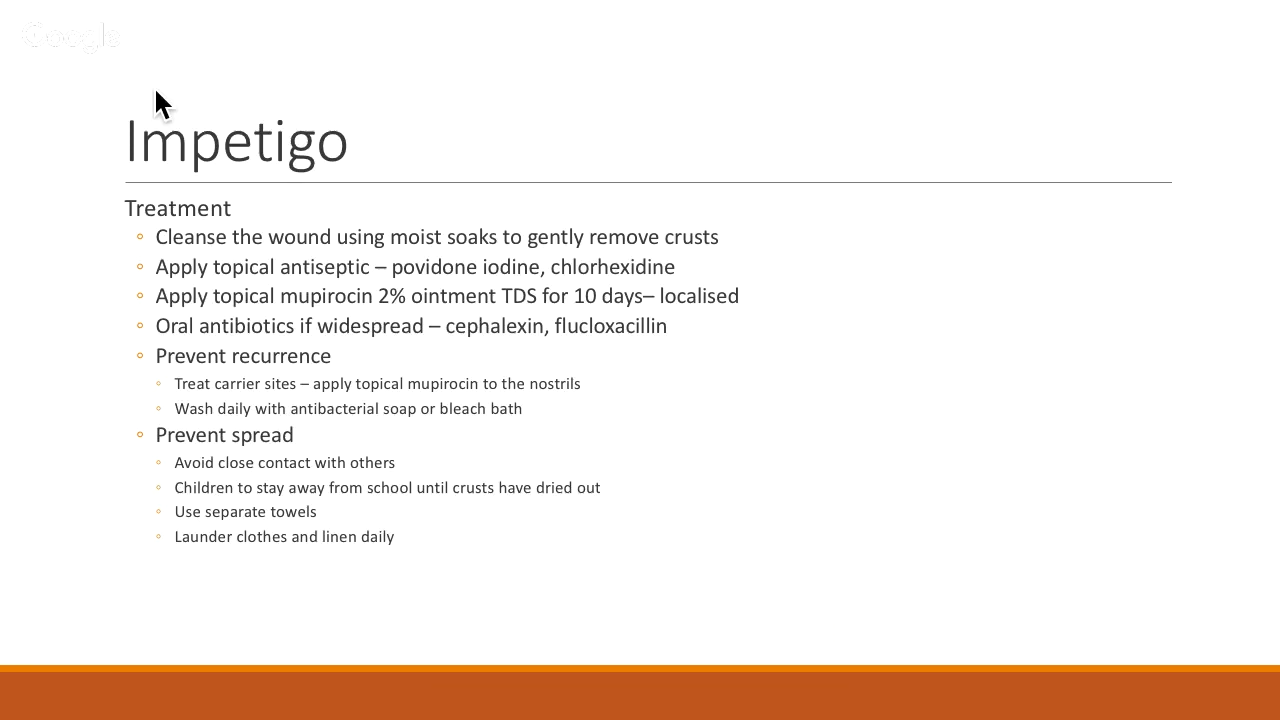 Google
Impetigo
Treatment
◦ Cleanse the wound using moist soaks to gently remove crusts
◦ Apply topical antiseptic – povidone iodine, chlorhexidine
◦ Apply topical mupirocin 2% ointment TDS for 10 days– localised
◦ Oral antibiotics if widespread – cephalexin, flucloxacillin
◦ Prevent recurrence
◦ Treat carrier sites – apply topical mupirocin to the nostrils
◦ Wash daily with antibacterial soap or bleach bath
◦ Prevent spread
◦ Avoid close contact with others
◦ Children to stay away from school until crusts have dried out
◦ Use separate towels
◦ Launder clothes and linen daily